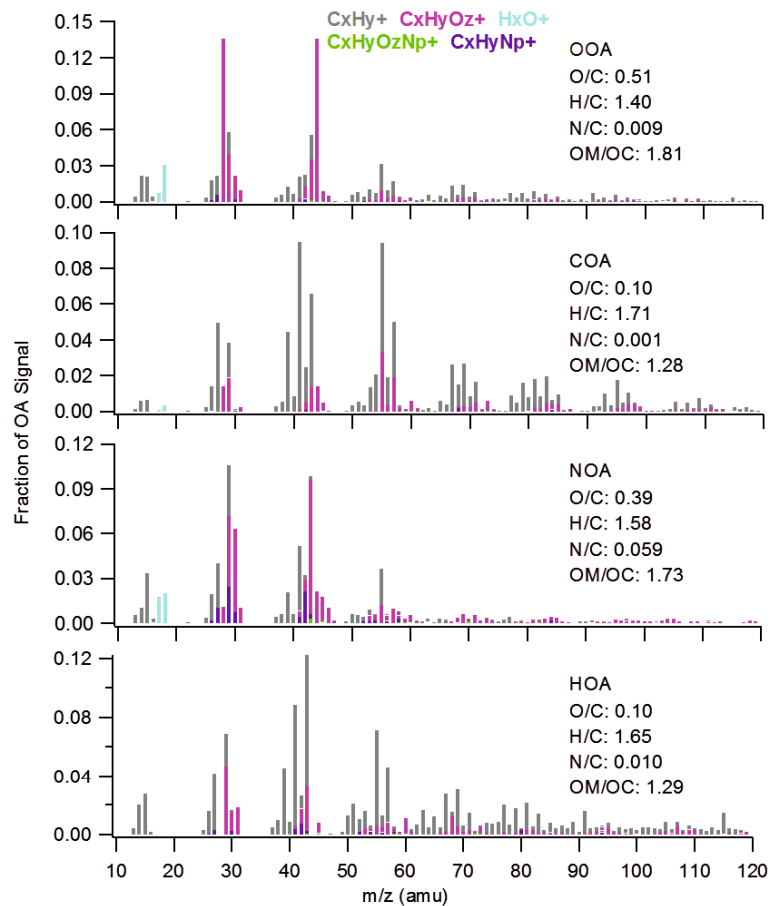 CxHy+ CxHyOz+ HxO+
CxHyOzNp+ CxHyNp+
Fraction of OA Signal
0.15
0.12
0.09
0.06
0.03
0.00
OOA
O/C: 0.51
H/C: 1.40
N/C: 0.009
OM/OC: 1.81
0.10
0.08
0.06
0.04
0.02
0.00
COA
O/C: 0.10
H/C: 1.71
N/C: 0.001
OM/OC: 1.28
0.12
0.09
0.06
0.03
0.00
NOA
O/C: 0.39
H/C: 1.58
N/C: 0.059
OM/OC: 1.73
0.12
0.08
0.04
0.00
HOA
O/C: 0.10
H/C: 1.65
N/C: 0.010
OM/OC: 1.29
10 20 30 40 50 60 70 80 90 100 110 120
m/z (amu)